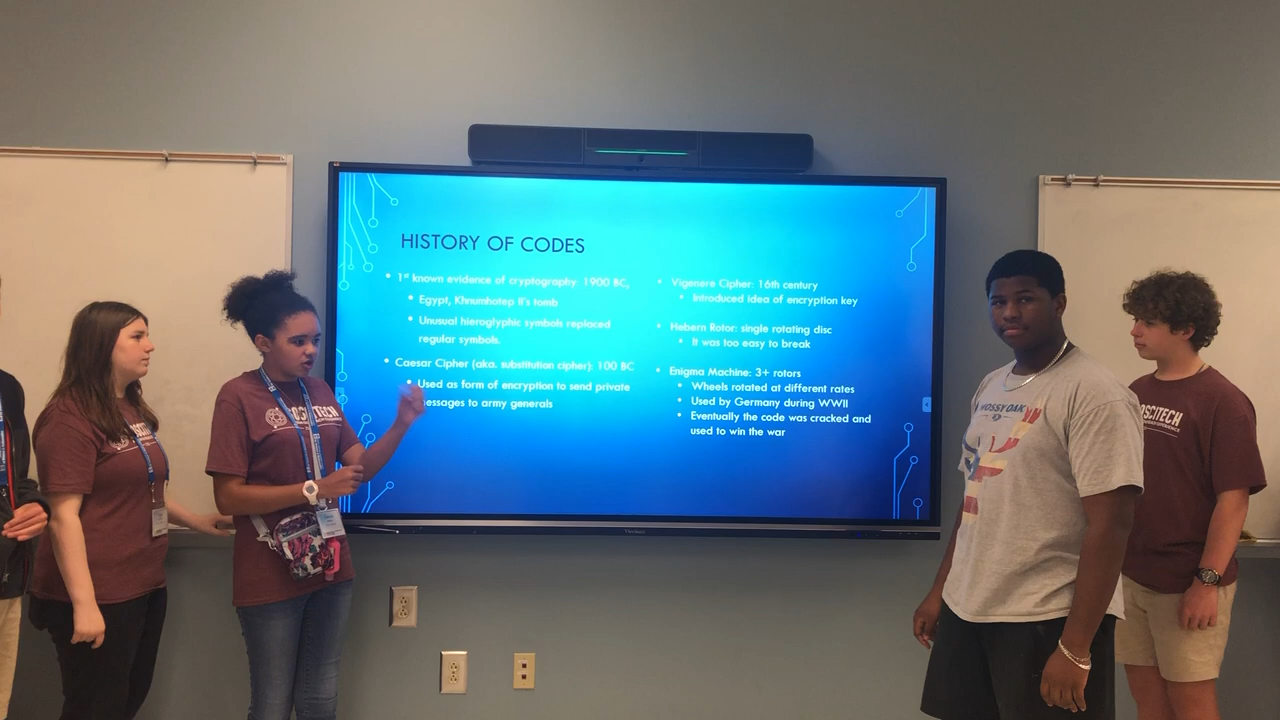 HISTORY OF CODES
1st known evidence of cryptography: 1900 BC,
Egypt, Khnumhotep II's tomb
Unusual hieroglyphic symbols replaced
regular symbols.
Caesar Cipher (aka. substitution cipher): 100 BC
Used as form of encryption to send private
messages to army generals
Vigenere Cipher: 16th century
Introduced idea of encryption key
Hebern Rotor: single rotating disc
It was too easy to break
Enigma Machine: 3+ rotors
Wheels rotated at different rates
Used by Germany during WWII
Eventually the code was cracked and
used to win the war
ViewSonic
OSCITECH
MOSSY OAK
OSCITECH